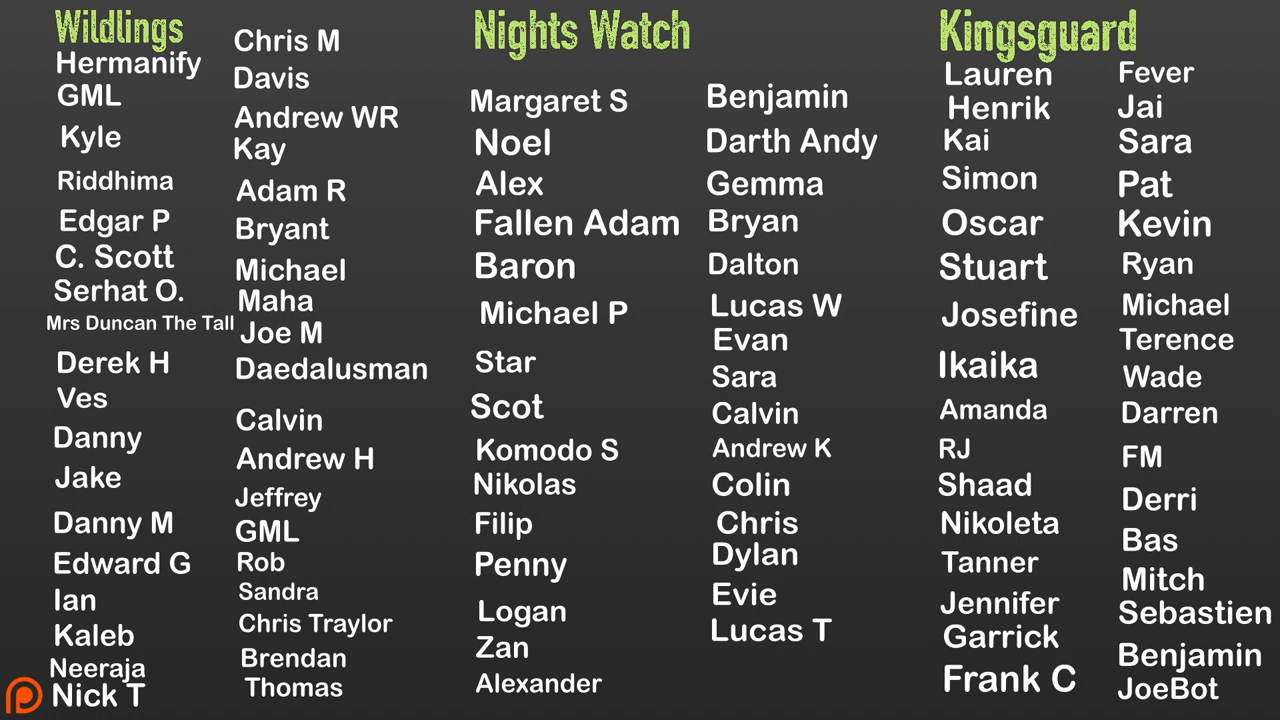 Wildlings
Hermanify
GML
Kyle
Riddhima
Edgar P
C. Scott
Serhat O.
Mrs Duncan The Tall
Derek H
Ves
Danny
Jake
Danny M
Edward G
Ian
Kaleb
Neeraja
Nick T
Chris M
Davis
Andrew WR
Kay
Adam R
Bryant
Michael
Maha
Joe M
Daedalusman
Calvin
Andrew H
Jeffrey
GML
Rob
Sandra
Chris Traylor
Brendan
Thomas
Nights Watch
Margaret S
Noel
Alex
Fallen Adam
Baron
Michael P
Star
Scot
Komodo S
Nikolas
Filip
Penny
Logan
Zan
Alexander
Benjamin
Darth Andy
Gemma
Bryan
Dalton
Lucas W
Evan
Sara
Calvin
Andrew K
Colin
Chris
Dylan
Evie
Lucas T
Kingsguard
Lauren
Henrik
Kai
Simon
Oscar
Stuart
Josefine
Ikaika
Amanda
RJ
Shaad
Nikoleta
Tanner
Jennifer
Garrick
Frank C
Fever
Jai
Sara
Pat
Kevin
Ryan
Michael
Terence
Wade
Darren
FM
Derri
Bas
Mitch
Sebastien
Benjamin
JoeBot